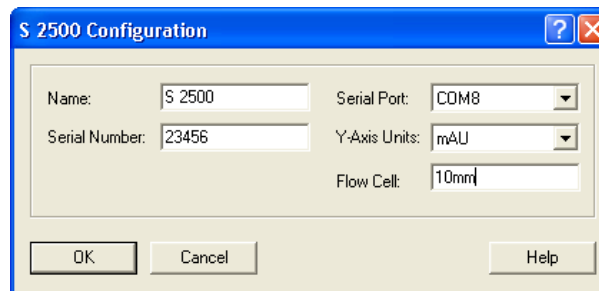 S 2500 Configuration
Name: S 2500 Serial Port: COM8
Serial Number: 23456 Y-Axis Units: mAU
Flow Cell: 10mm
OK Cancel Help